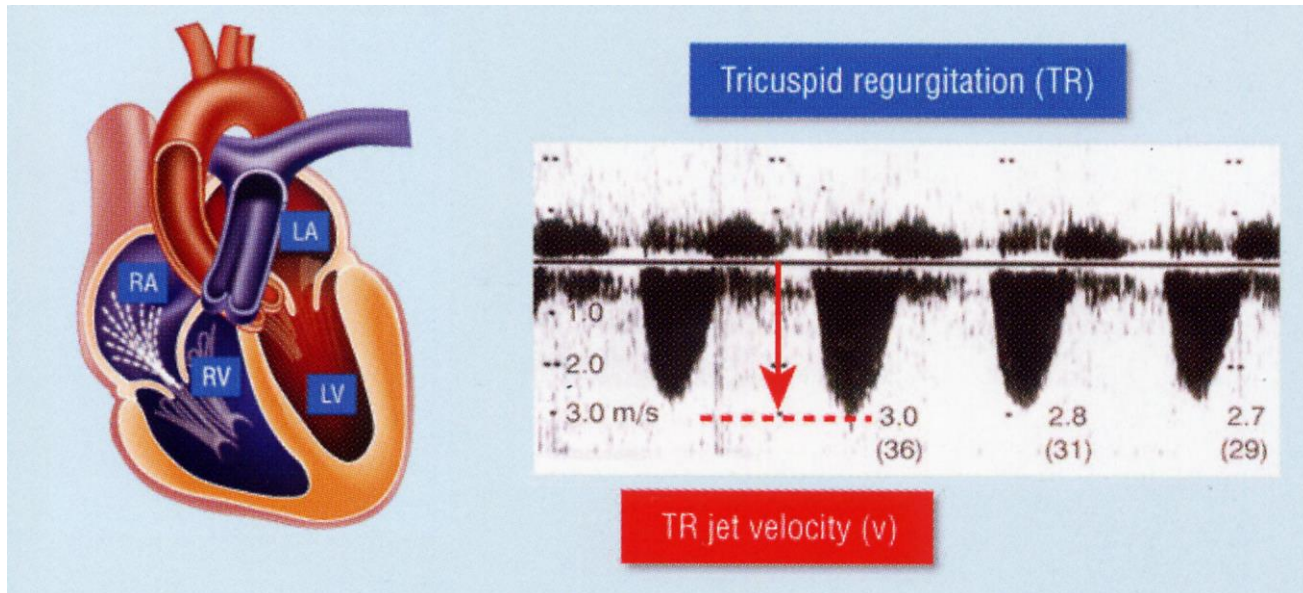 Tricuspid regurgitation (TR)
LA
RA
RV
LV
1.0
2.0
3.0 m/s
3.0
(36)
2.8
(31)
2.7
(29)
TR jet velocity (v)